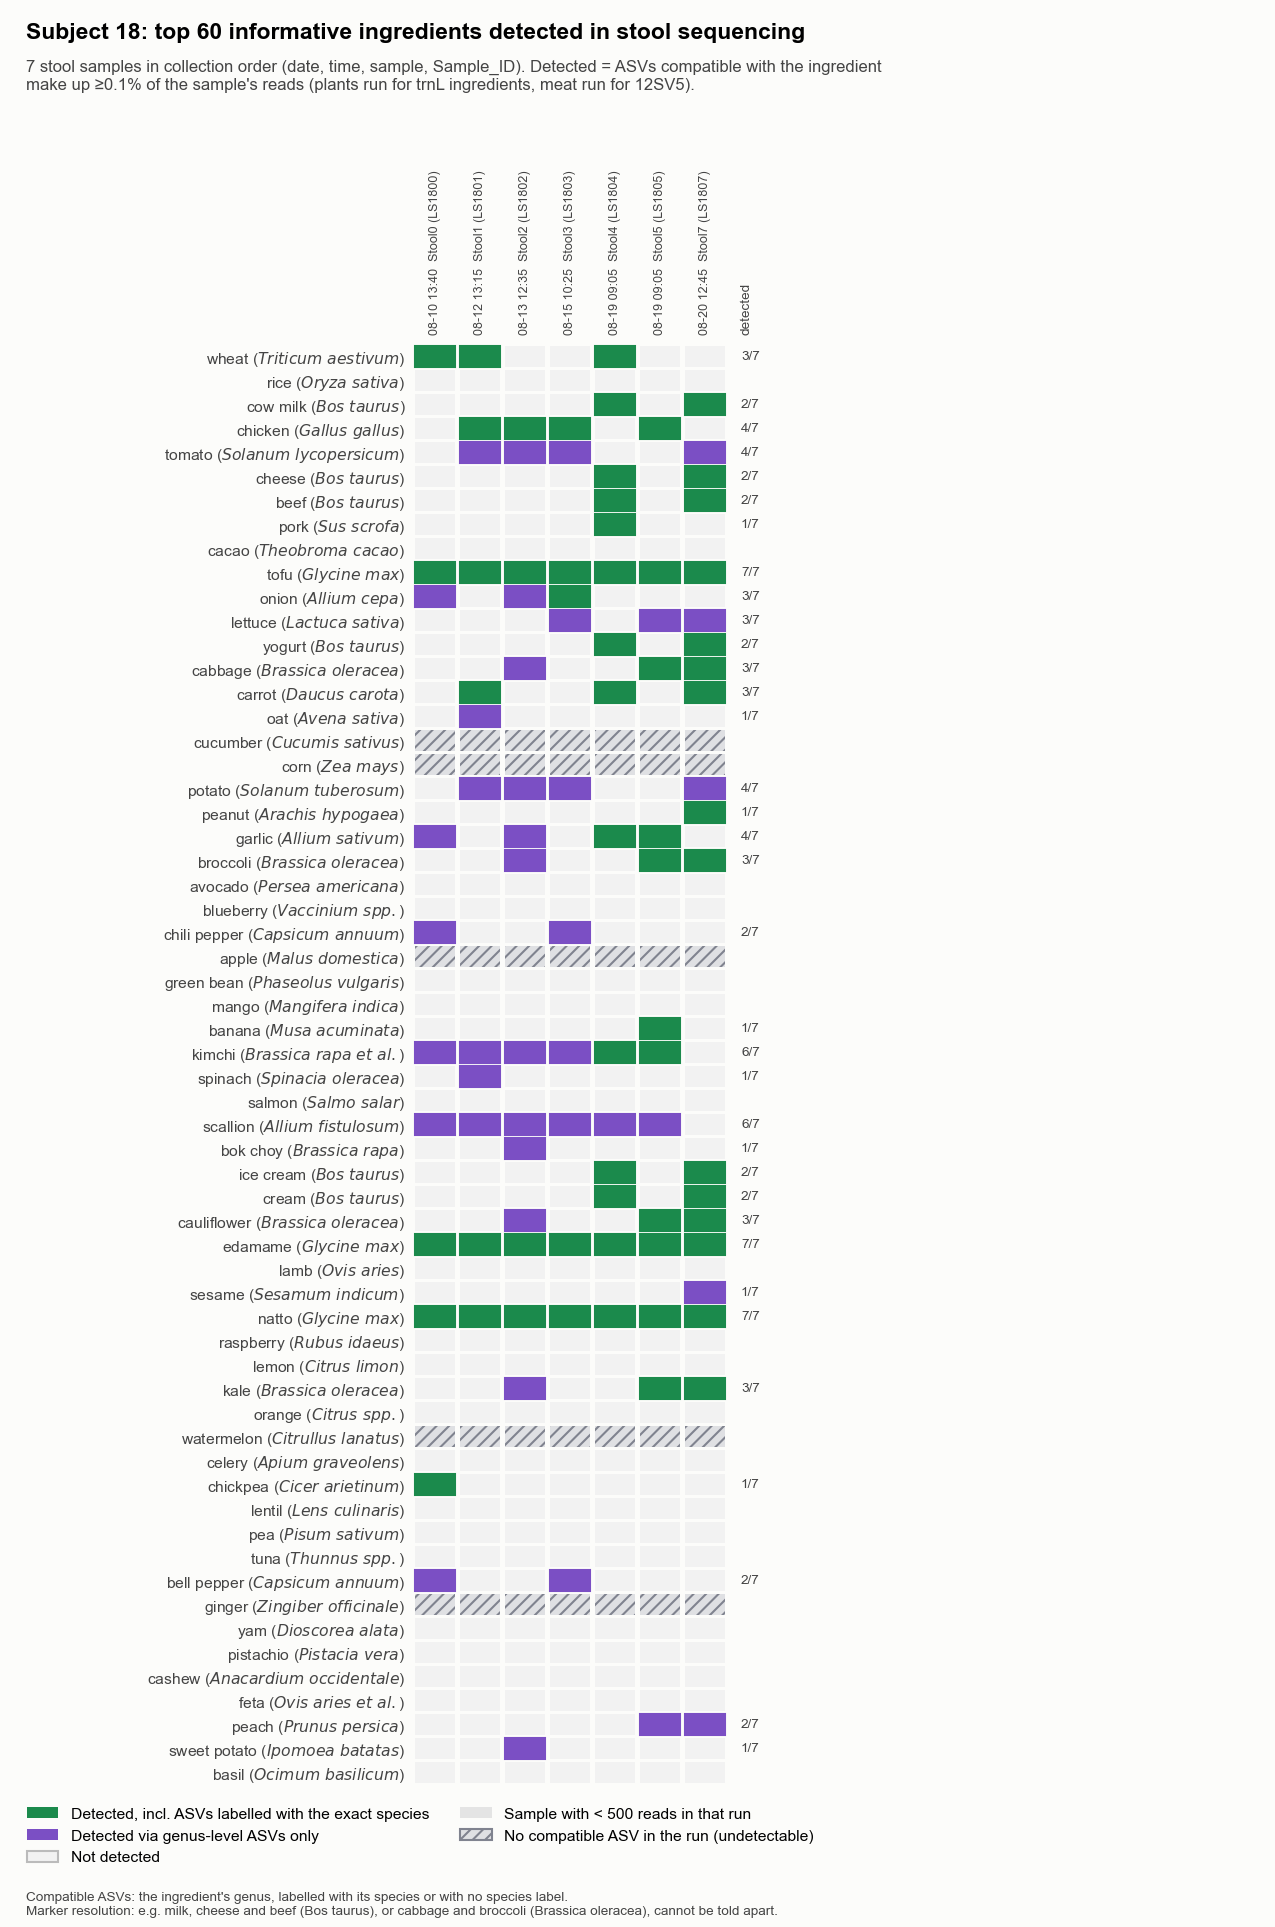 Subject 18: top 60 informative ingredients detected in stool sequencing
7 stool samples in collection order (date, time, sample, Sample_ID). Detected = ASVs compatible with the ingredient
make up ≥0.1% of the sample's reads (plants run for trnL ingredients, meat run for 12SV5).
08-10 13:40 Stool0 (LS1800)
08-12 13:15 Stool1 (LS1801)
08-13 12:35 Stool2 (LS1802)
08-15 10:25 Stool3 (LS1803)
08-19 09:05 Stool4 (LS1804)
08-19 09:05 Stool5 (LS1805)
08-20 12:45 Stool7 (LS1807)
detected
wheat (Triticum aestivum) 3/7
rice (Oryza sativa)
cow milk (Bos taurus) 2/7
chicken (Gallus gallus) 4/7
tomato (Solanum lycopersicum) 4/7
cheese (Bos taurus) 2/7
beef (Bos taurus) 2/7
pork (Sus scrofa) 1/7
cacao (Theobroma cacao)
tofu (Glycine max) 7/7
onion (Allium cepa) 3/7
lettuce (Lactuca sativa) 3/7
yogurt (Bos taurus) 2/7
cabbage (Brassica oleracea) 3/7
carrot (Daucus carota) 3/7
oat (Avena sativa) 1/7
cucumber (Cucumis sativus)
corn (Zea mays)
potato (Solanum tuberosum) 4/7
peanut (Arachis hypogaea) 1/7
garlic (Allium sativum) 4/7
broccoli (Brassica oleracea) 3/7
avocado (Persea americana)
blueberry (Vaccinium spp. )
chili pepper (Capsicum annuum) 2/7
apple (Malus domestica)
green bean (Phaseolus vulgaris)
mango (Mangifera indica)
banana (Musa acuminata) 1/7
kimchi (Brassica rapa et al. ) 6/7
spinach (Spinacia oleracea) 1/7
salmon (Salmo salar)
scallion (Allium fistulosum) 6/7
bok choy (Brassica rapa) 1/7
ice cream (Bos taurus) 2/7
cream (Bos taurus) 2/7
cauliflower (Brassica oleracea) 3/7
edamame (Glycine max) 7/7
lamb (Ovis aries)
sesame (Sesamum indicum) 1/7
natto (Glycine max) 7/7
raspberry (Rubus idaeus)
lemon (Citrus limon)
kale (Brassica oleracea) 3/7
orange (Citrus spp. )
watermelon (Citrullus lanatus)
celery (Apium graveolens)
chickpea (Cicer arietinum) 1/7
lentil (Lens culinaris)
pea (Pisum sativum)
tuna (Thunnus spp. )
bell pepper (Capsicum annuum) 2/7
ginger (Zingiber officinale)
yam (Dioscorea alata)
pistachio (Pistacia vera)
cashew (Anacardium occidentale)
feta (Ovis aries et al. )
peach (Prunus persica) 2/7
sweet potato (Ipomoea batatas) 1/7
basil (Ocimum basilicum)
Detected, incl. ASVs labelled with the exact species
Detected via genus-level ASVs only
Not detected
Sample with < 500 reads in that run
No compatible ASV in the run (undetectable)
Compatible ASVs: the ingredient's genus, labelled with its species or with no species label.
Marker resolution: e.g. milk, cheese and beef (Bos taurus), or cabbage and broccoli (Brassica oleracea), cannot be told apart.